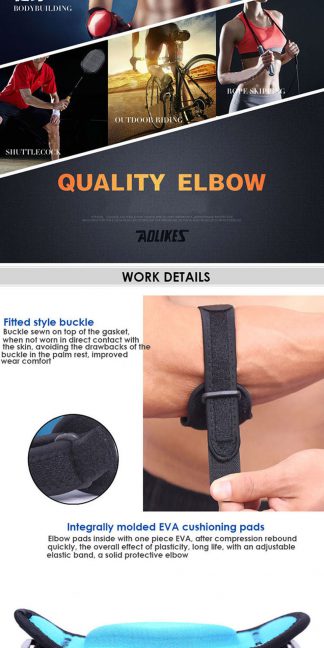 BODYBUILDING
ROPE SKIPPING
OUTDOOR RIDING
SHUTTLECOCK
QUALITY ELBOW
AOLIKES
WORK DETAILS
Fitted style buckle
Buckle sewn on top of the gasket,
when not worn in direct contact with
the skin, avoiding the drawbacks of the
buckle in the palm rest, improved
wear comfort
Integrally molded EVA cushioning pads
Elbow pads inside with one piece EVA, after compression rebound
quickly, the overall effect of plasticity, long life, with an adjustable
elastic band, a solid protective elbow